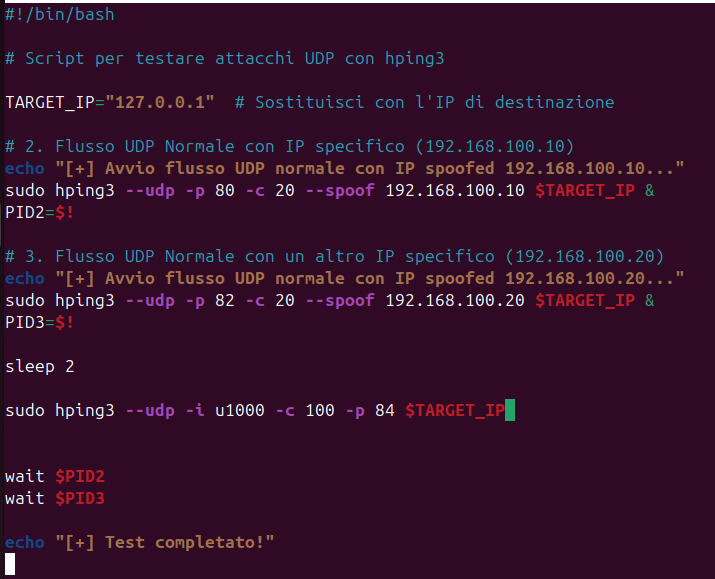 #!/bin/bash
# Script per testare attacchi UDP con hping3
TARGET_IP="127.0.0.1"  # Sostituisci con l'IP di destinazione
# 2. Flusso UDP Normale con IP specifico (192.168.100.10)
echo "[+] Avvio flusso UDP normale con IP spoofed 192.168.100.10..."
sudo hping3 --udp -p 80 -c 20 --spoof 192.168.100.10 $TARGET_IP &
PID2=$!
# 3. Flusso UDP Normale con un altro IP specifico (192.168.100.20)
echo "[+] Avvio flusso UDP normale con IP spoofed 192.168.100.20..."
sudo hping3 --udp -p 82 -c 20 --spoof 192.168.100.20 $TARGET_IP &
PID3=$!
sleep 2
sudo hping3 --udp -i u1000 -c 100 -p 84 $TARGET_IP
wait $PID2
wait $PID3
echo "[+] Test completato!"